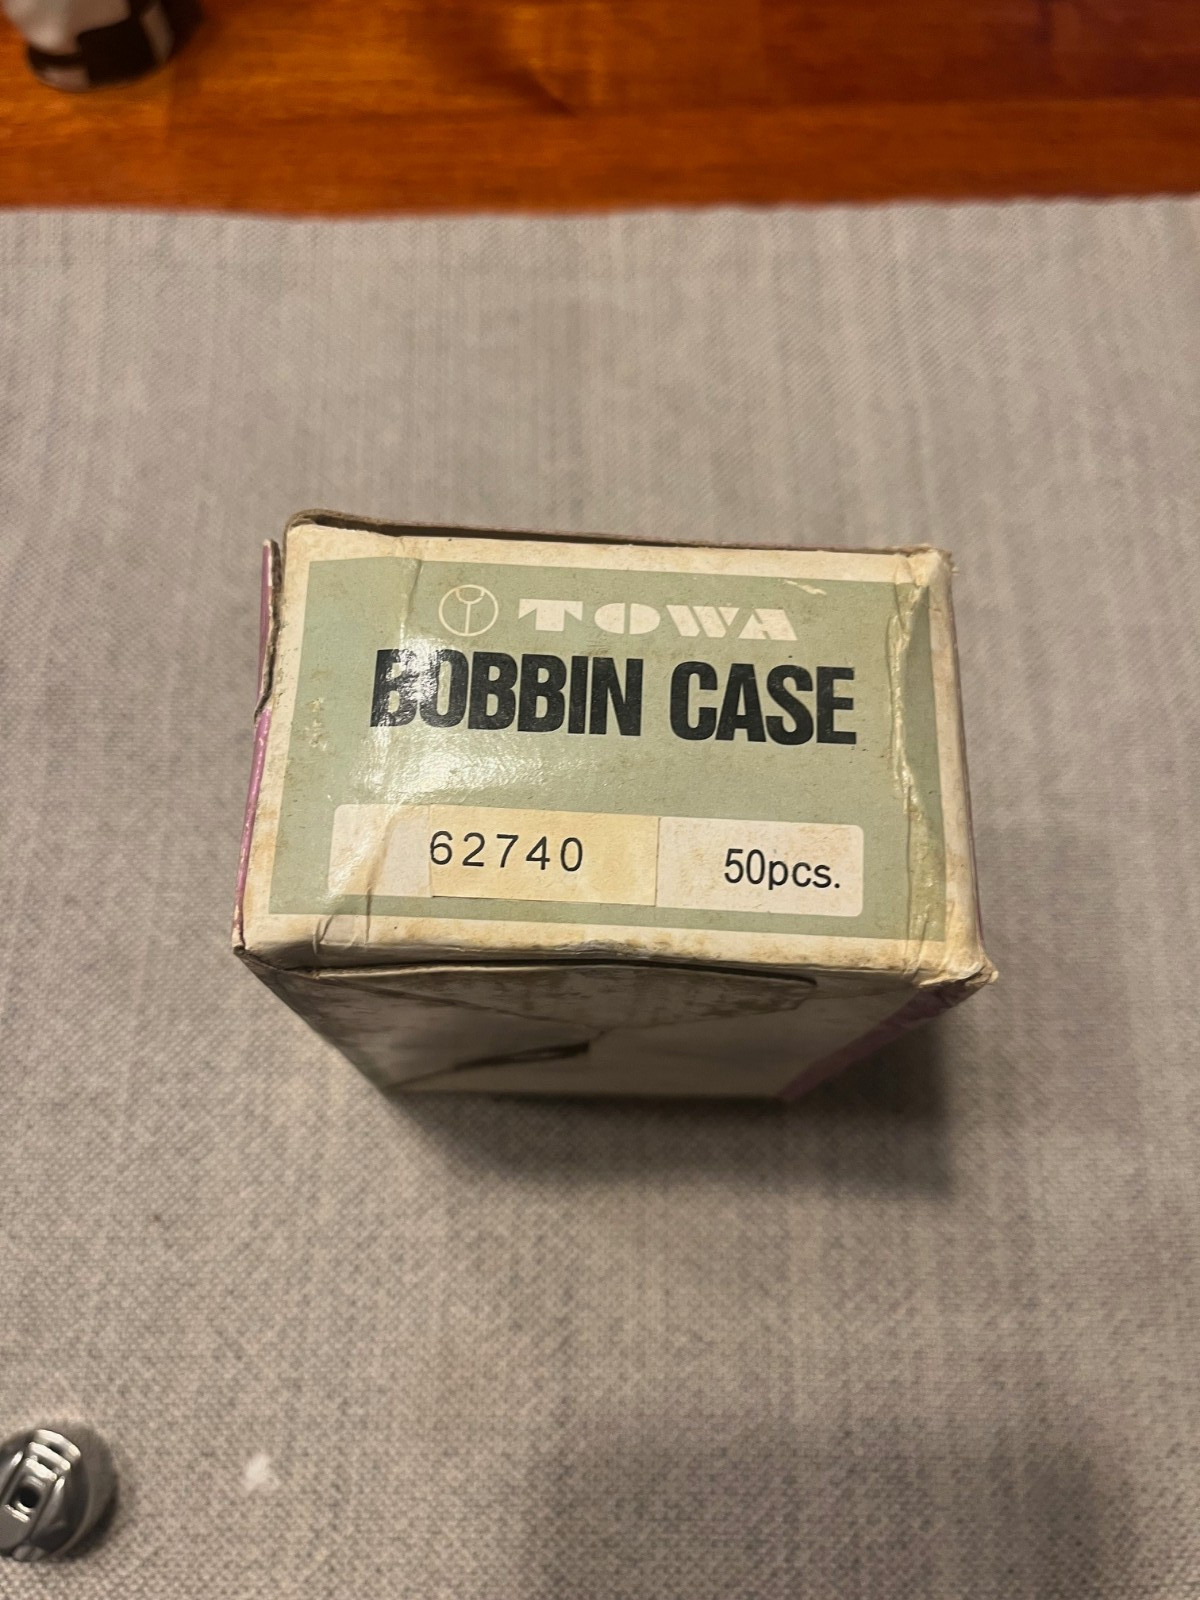 TOWA
BOBBIN CASE
62740 50pcs.